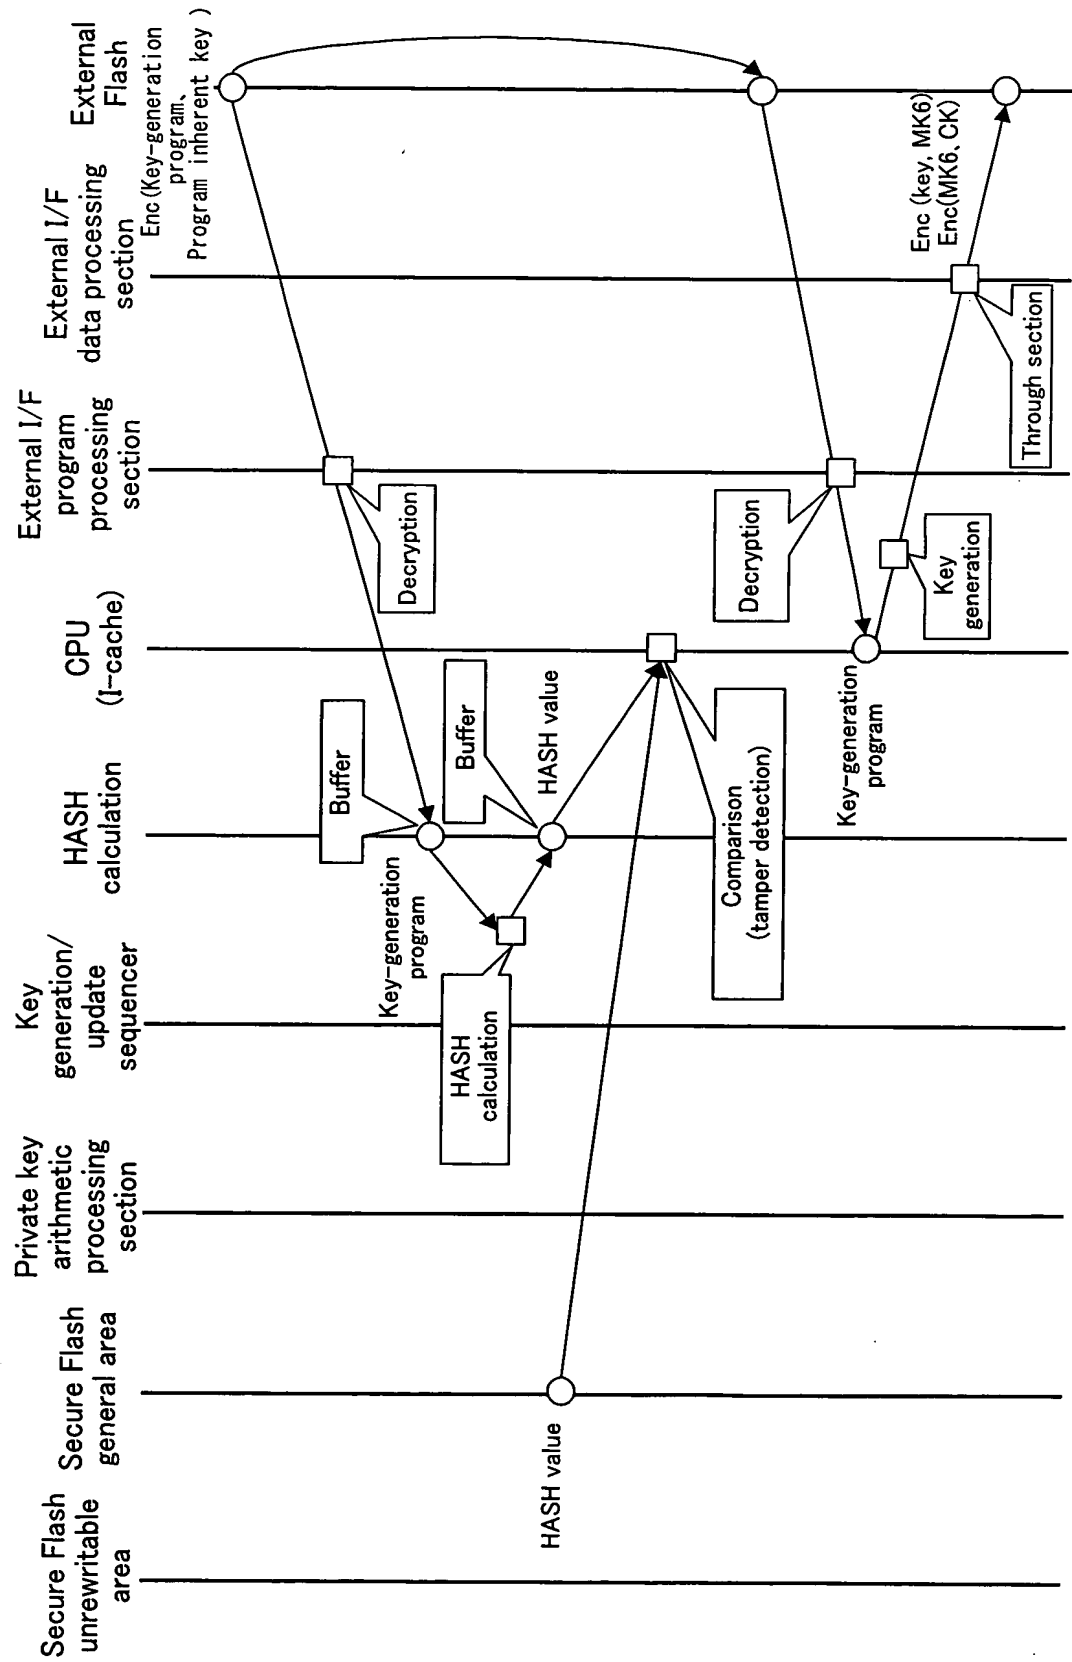 Secure Flash
unrewritable
area
Secure Flash
general area
Private key
arithmetic
processing
section
Key
generation/
update
sequencer
HASH
calculation
CPU
(I-cache)
External I/F
program
processing
section
External I/F
data processing
section
External
Flash
Enc(Key-generation
program、
Program inherent key )
Decryption
Buffer
Key-generation
program
HASH
calculation
Buffer
HASH value
HASH value
Comparison
(tamper detection)
Decryption
Key-generation
program
Key
generation
Enc (key, MK6)
Enc(MK6、CK)
Through section